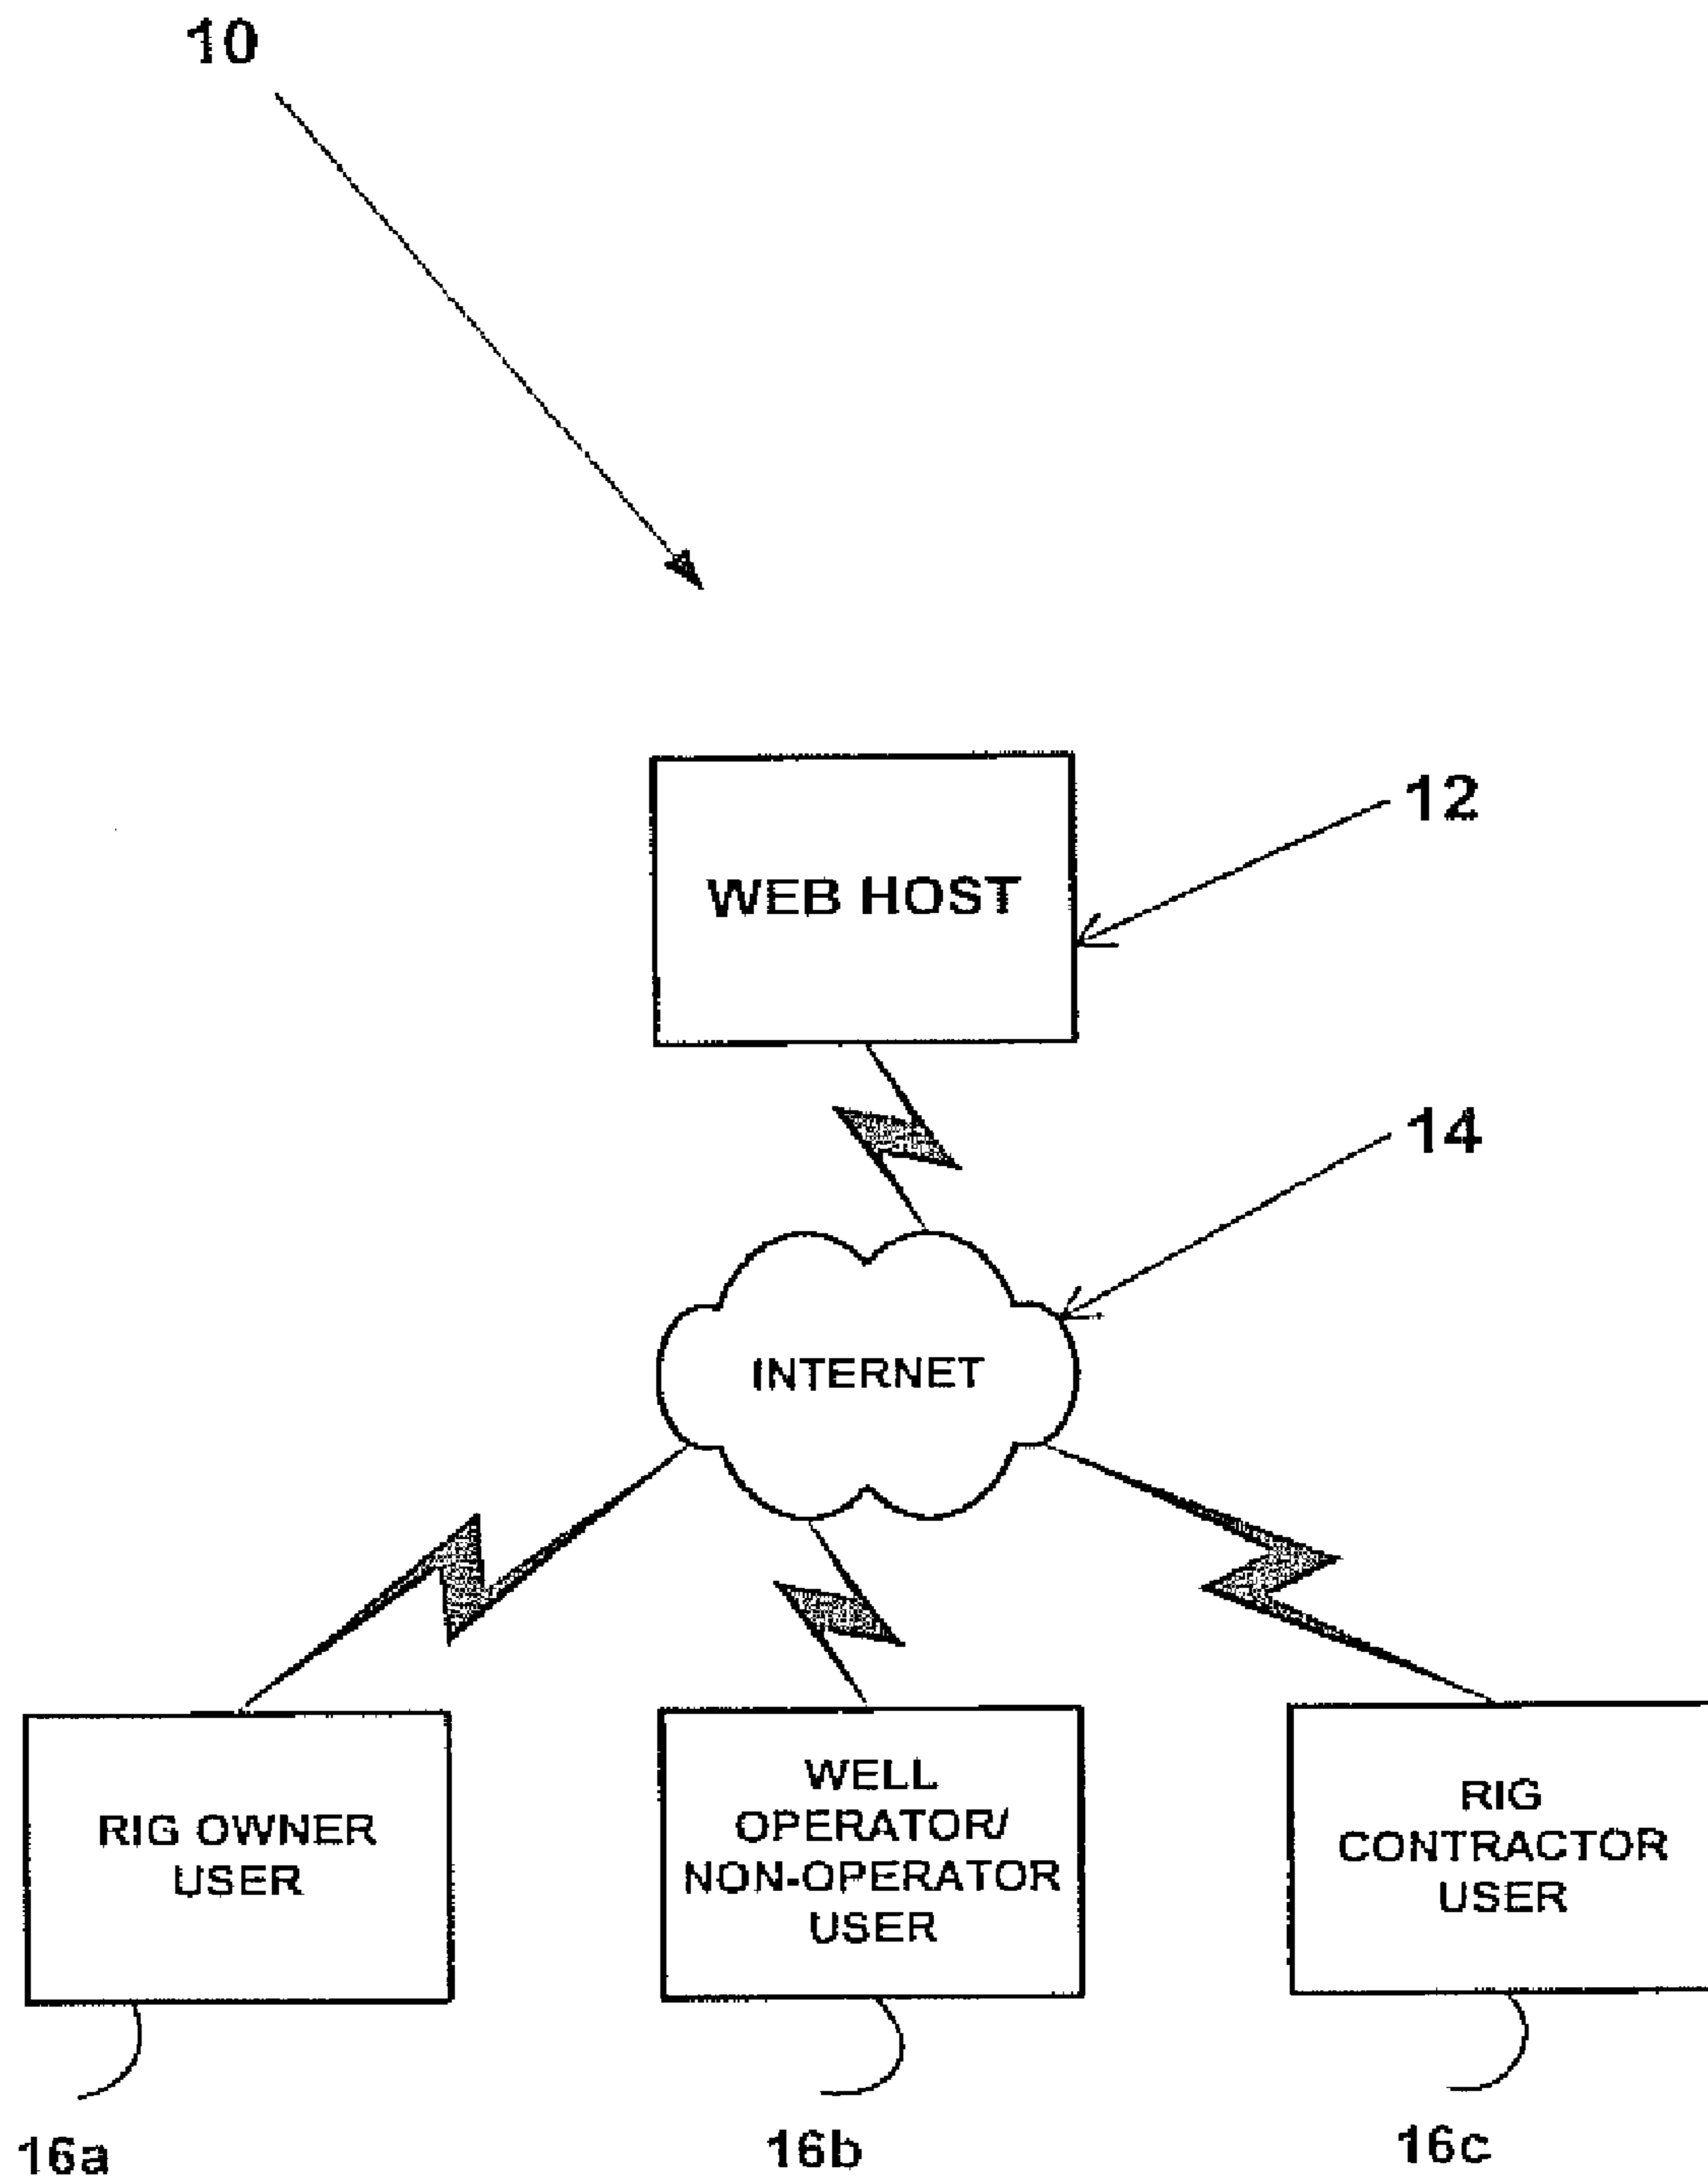 10
12
WEB HOST
14
INTERNET
RIG OWNER
USER
WELL
OPERATOR/
NON-OPERATOR
USER
RIG
CONTRACTOR
USER
16a
16b
16c